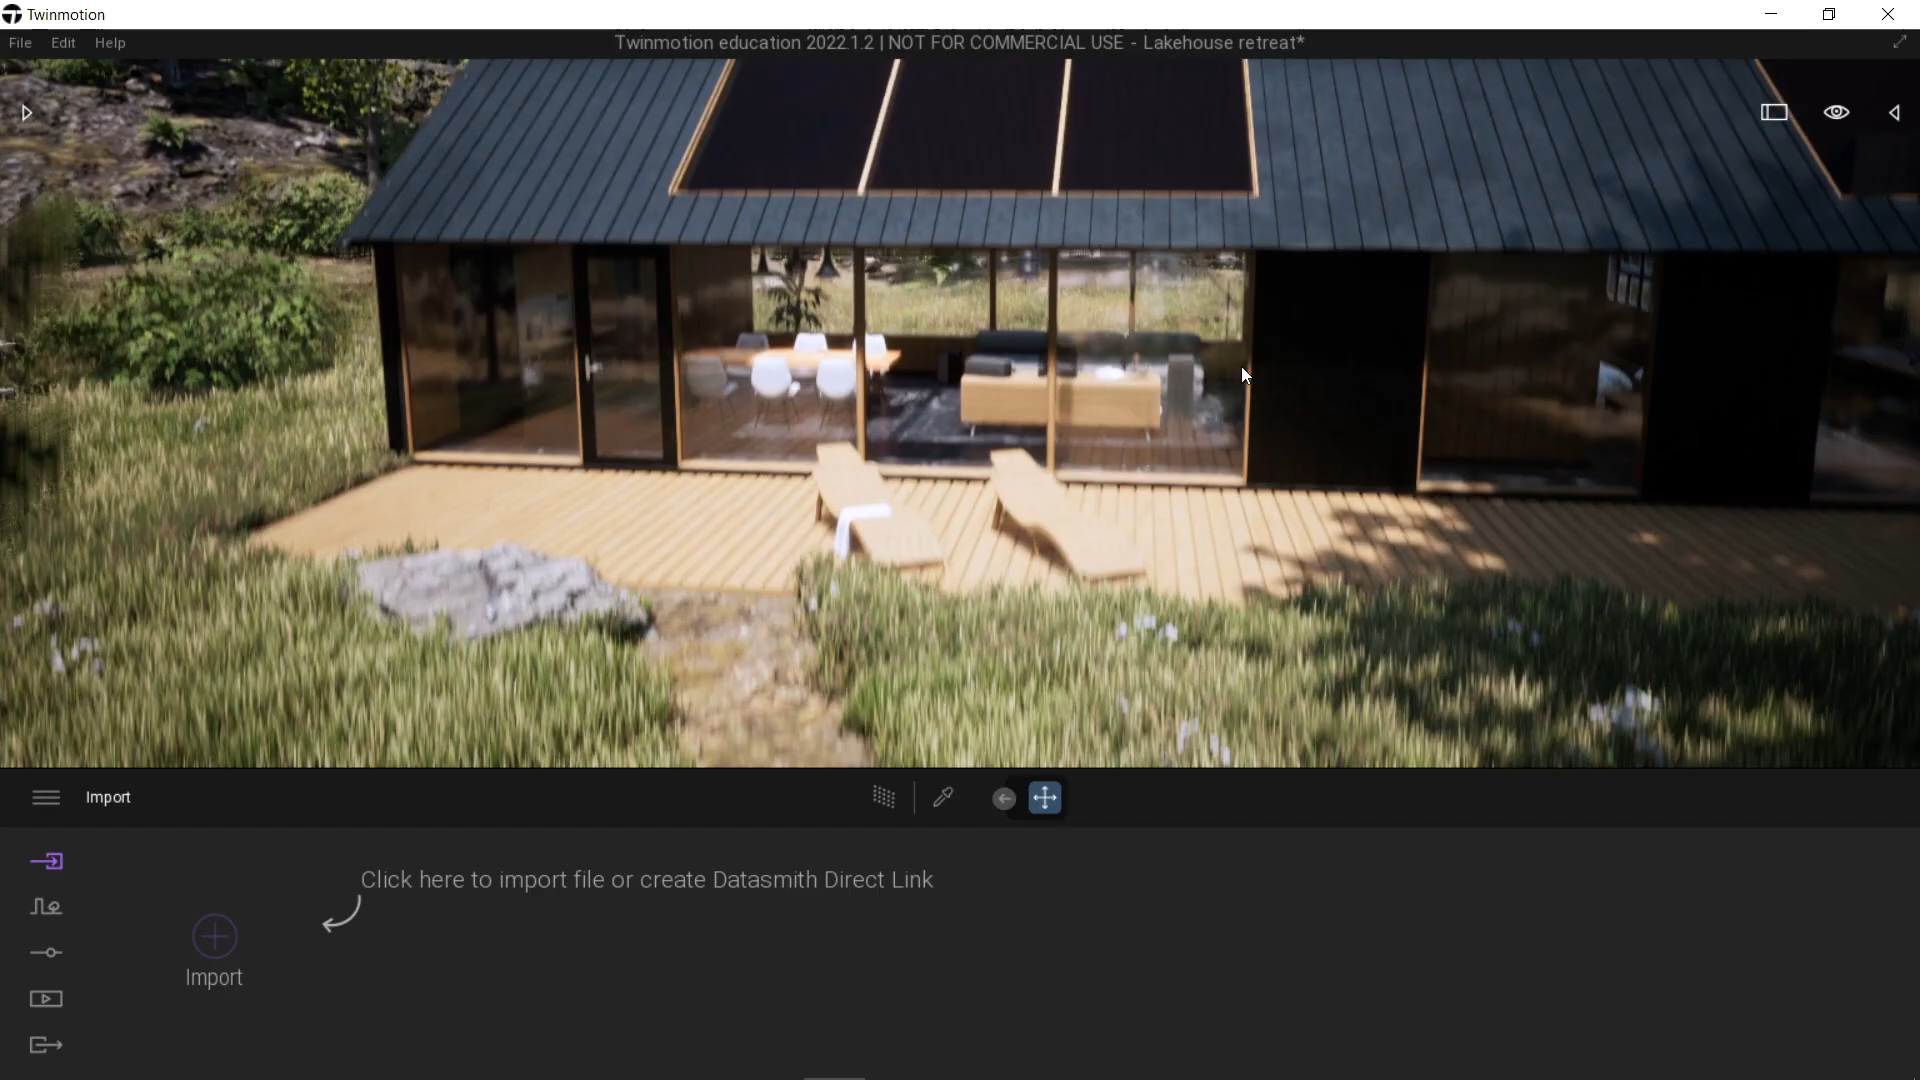 Twinmotion
File Edit Help
Twinmotion education 2022.1.2 | NOT FOR COMMERCIAL USE - Lakehouse retreat*
Import
Click here to import file or create Datasmith Direct Link
Import